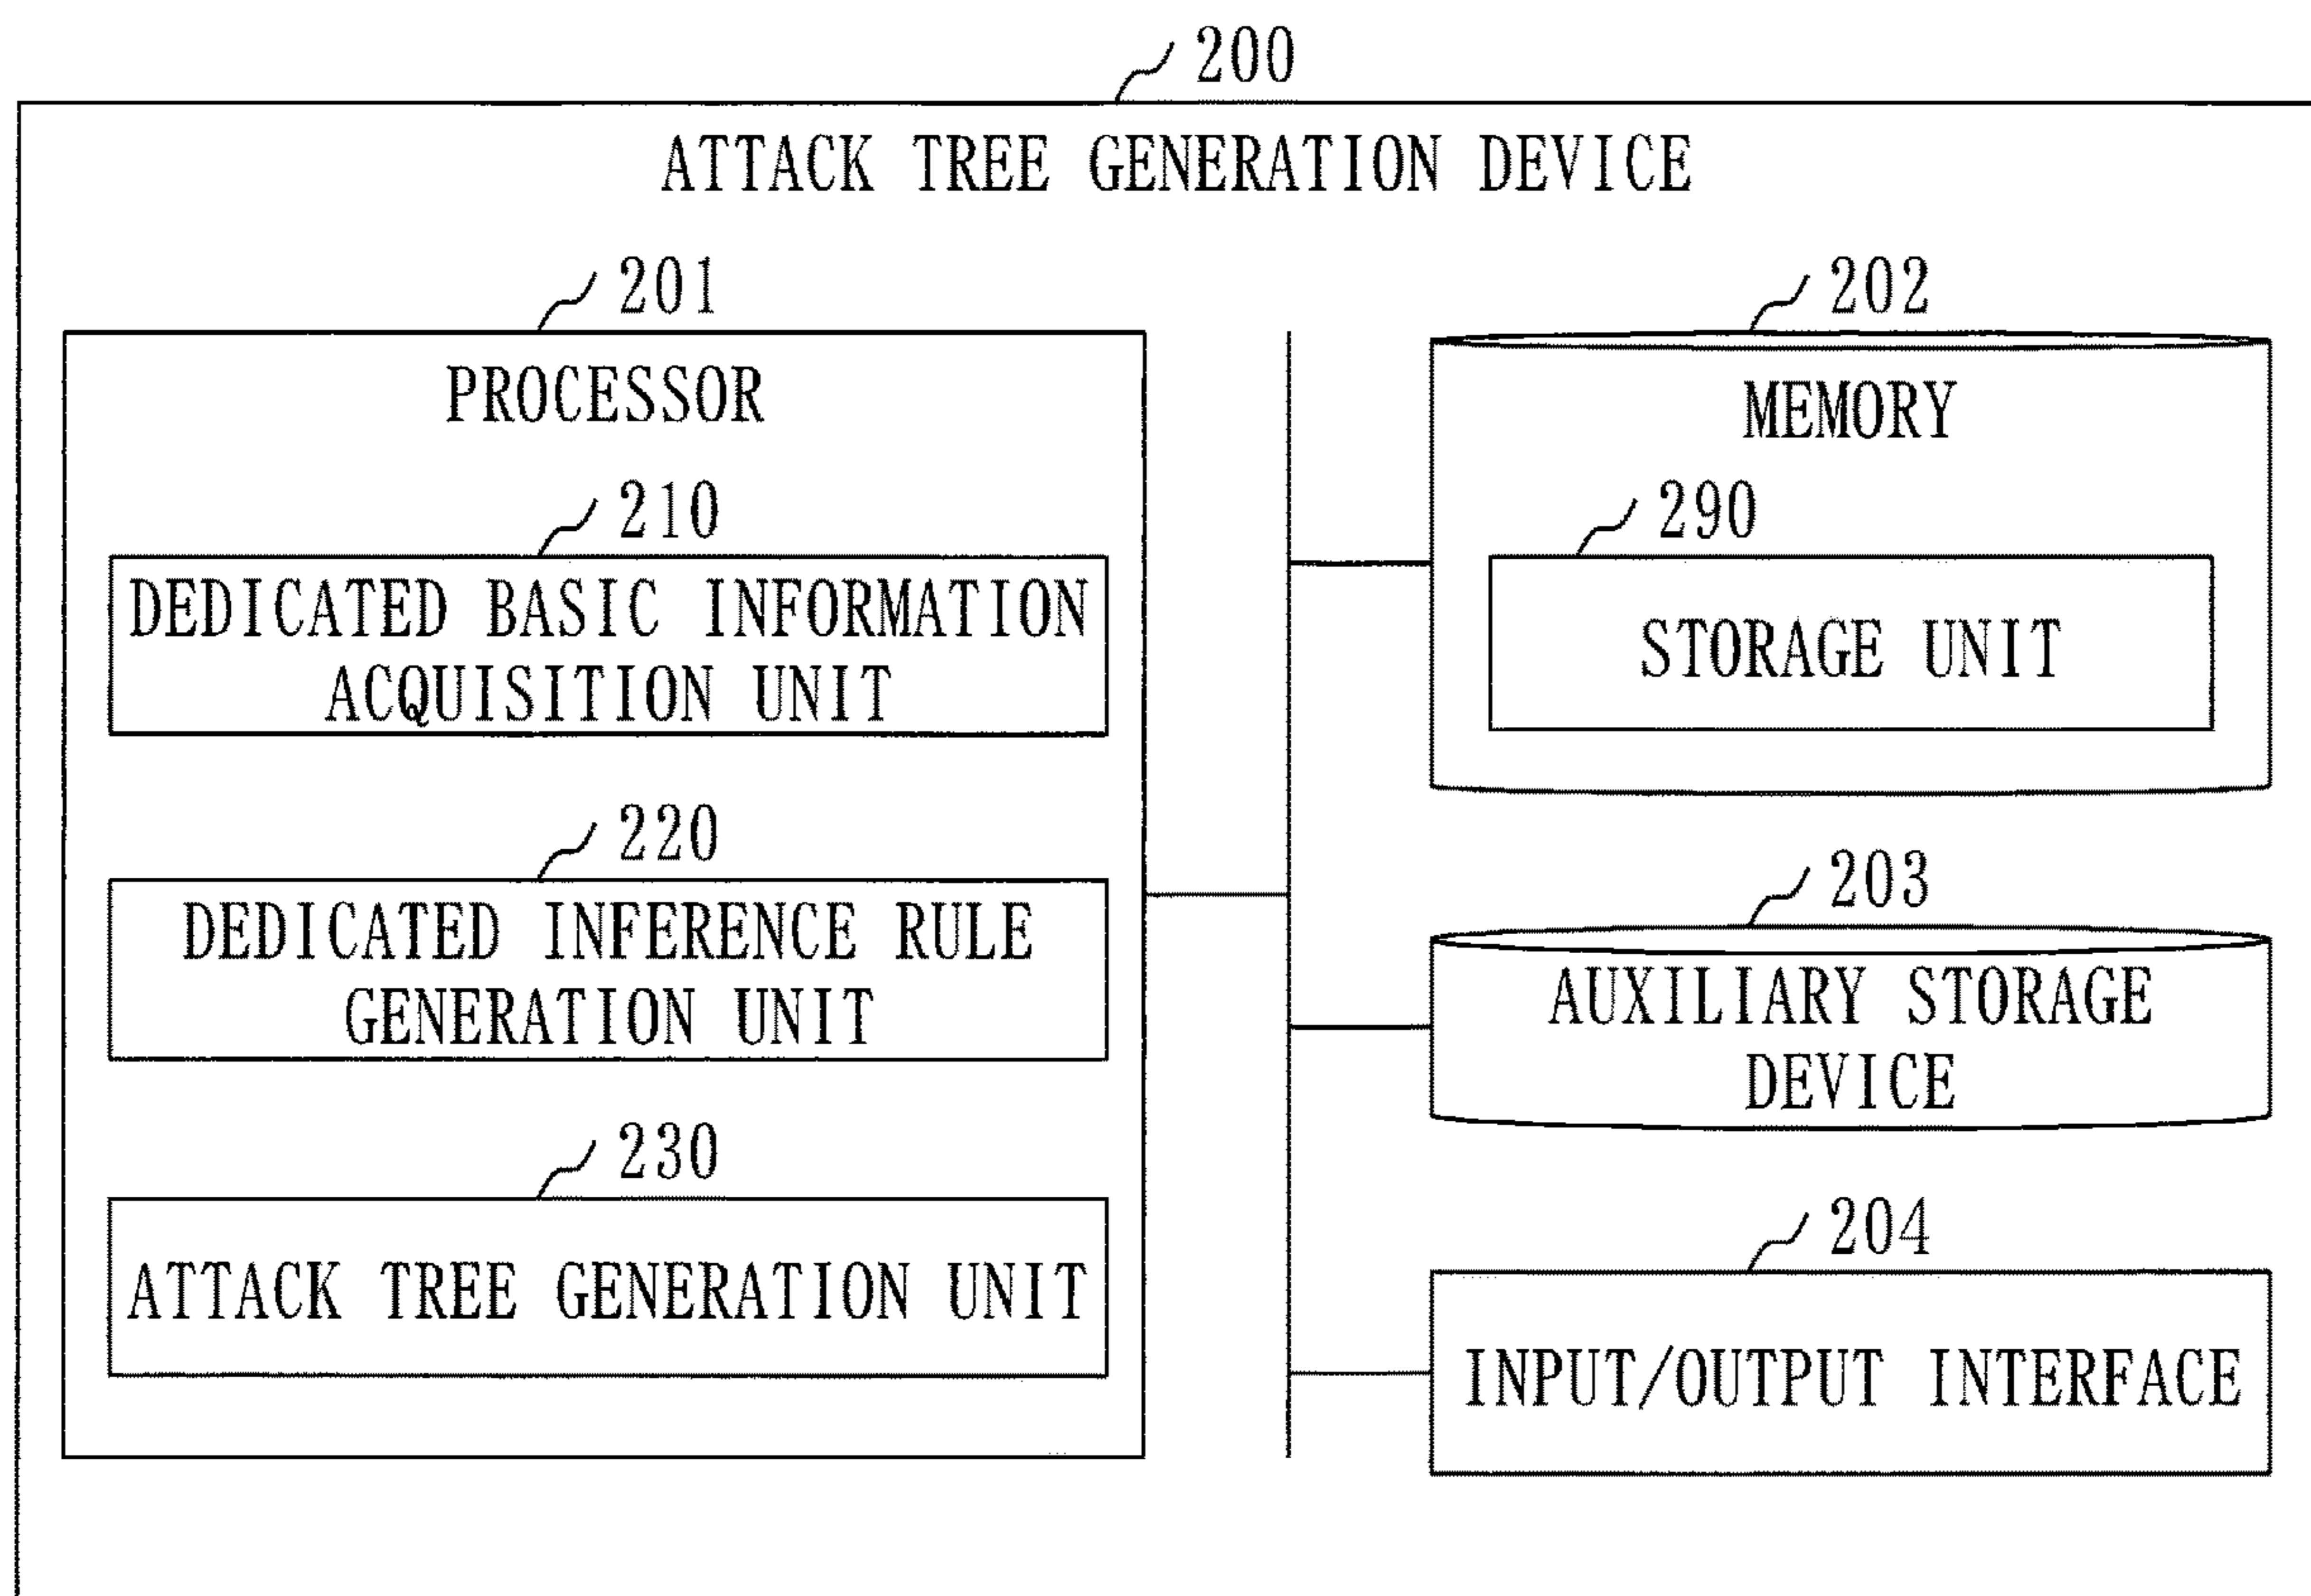 200
ATTACK TREE GENERATION DEVICE
201
PROCESSOR
210
DEDICATED BASIC INFORMATION
ACQUISITION UNIT
220
DEDICATED INFERENCE RULE
GENERATION UNIT
230
ATTACK TREE GENERATION UNIT
202
MEMORY
290
STORAGE UNIT
203
AUXILIARY STORAGE
DEVICE
204
INPUT/OUTPUT INTERFACE